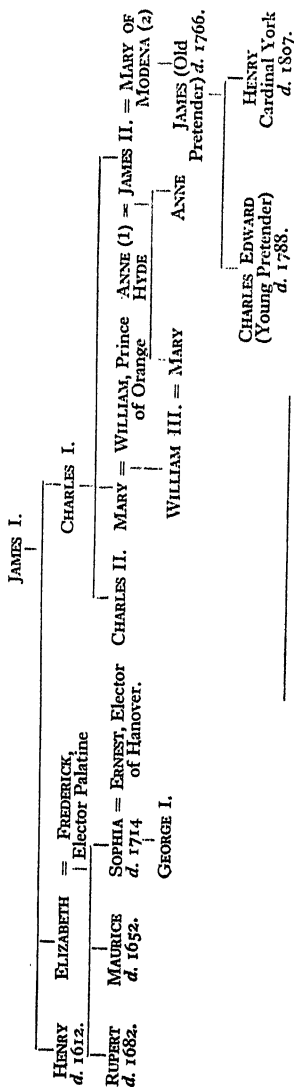 JAMES I.
HENRY
d. 1612.
ELIZABETH = FREDERICK,
Elector Palatine
CHARLES I.
RUPERT
d. 1682.
MAURICE
d. 1652.
SOPHIA = ERNEST, Elector
d. 1714 of Hanover.
CHARLES II.
MARY = WILLIAM, Prince
of Orange
ANNE (1) = JAMES II. = MARY OF
HYDE MODENA (2)
GEORGE I.
WILLIAM III. = MARY
ANNE
JAMES (Old
Pretender) d. 1766.
CHARLES EDWARD
(Young Pretender)
d. 1788.
HENRY
Cardinal York
d. 1807.